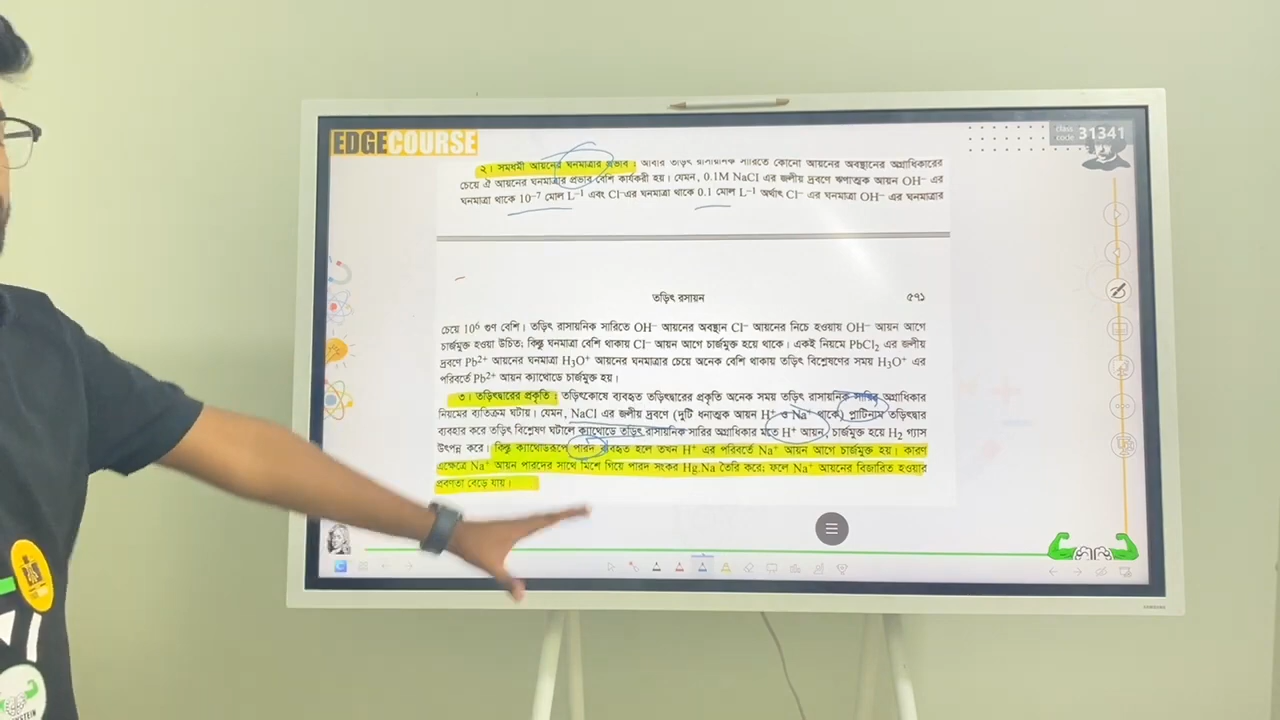 EDGECOURSE
class code 31341
২। সমধর্মী আয়নের ঘনমাত্রার প্রভাব : আবার তড়িৎ রাসায়নিক সারিতে কোনো আয়নের অবস্থানের অগ্রাধিকারের
চেয়ে ঐ আয়নের ঘনমাত্রার প্রভাব বেশি কার্যকরী হয়। যেমন, 0.1M NaCl এর জলীয় দ্রবণে ঋণাত্মক আয়ন OH⁻ এর
ঘনমাত্রা থাকে 10⁻⁷ মোল L⁻¹ এবং Cl⁻এর ঘনমাত্রা থাকে 0.1 মোল L⁻¹ অর্থাৎ Cl⁻ এর ঘনমাত্রা OH⁻ এর ঘনমাত্রার
তড়িৎ রসায়ন ৫৭১
চেয়ে 10⁶ গুণ বেশি। তড়িৎ রাসায়নিক সারিতে OH⁻ আয়নের অবস্থান Cl⁻ আয়নের নিচে হওয়ায় OH⁻ আয়ন আগে
চার্জমুক্ত হওয়া উচিত; কিন্তু ঘনমাত্রা বেশি থাকায় Cl⁻ আয়ন আগে চার্জমুক্ত হয়ে থাকে। একই নিয়মে PbCl₂ এর জলীয়
দ্রবণে Pb²⁺ আয়নের ঘনমাত্রা H₃O⁺ আয়নের ঘনমাত্রার চেয়ে অনেক বেশি থাকায় তড়িৎ বিশ্লেষণের সময় H₃O⁺ এর
পরিবর্তে Pb²⁺ আয়ন ক্যাথোডে চার্জমুক্ত হয়।
৩। তড়িৎদ্বারের প্রকৃতি : তড়িৎকোষে ব্যবহৃত তড়িৎদ্বারের প্রকৃতি অনেক সময় তড়িৎ রাসায়নিক সারির অগ্রাধিকার
নিয়মের ব্যতিক্রম ঘটায়। যেমন, NaCl এর জলীয় দ্রবণে (দুটি ধনাত্মক আয়ন H⁺ ও Na⁺ থাকে) প্লাটিনাম তড়িৎদ্বার
ব্যবহার করে তড়িৎ বিশ্লেষণ ঘটালে ক্যাথোডে তড়িৎ রাসায়নিক সারির অগ্রাধিকার মতে H⁺ আয়ন, চার্জমুক্ত হয়ে H₂ গ্যাস
উৎপন্ন করে। কিন্তু ক্যাথোডরূপে পারদ ব্যবহৃত হলে তখন H⁺ এর পরিবর্তে Na⁺ আয়ন আগে চার্জমুক্ত হয়। কারণ
এক্ষেত্রে Na⁺ আয়ন পারদের সাথে মিশে গিয়ে পারদ সংকর Hg.Na তৈরি করে; ফলে Na⁺ আয়নের বিজারিত হওয়ার
প্রবণতা বেড়ে যায়।
SAMSUNG